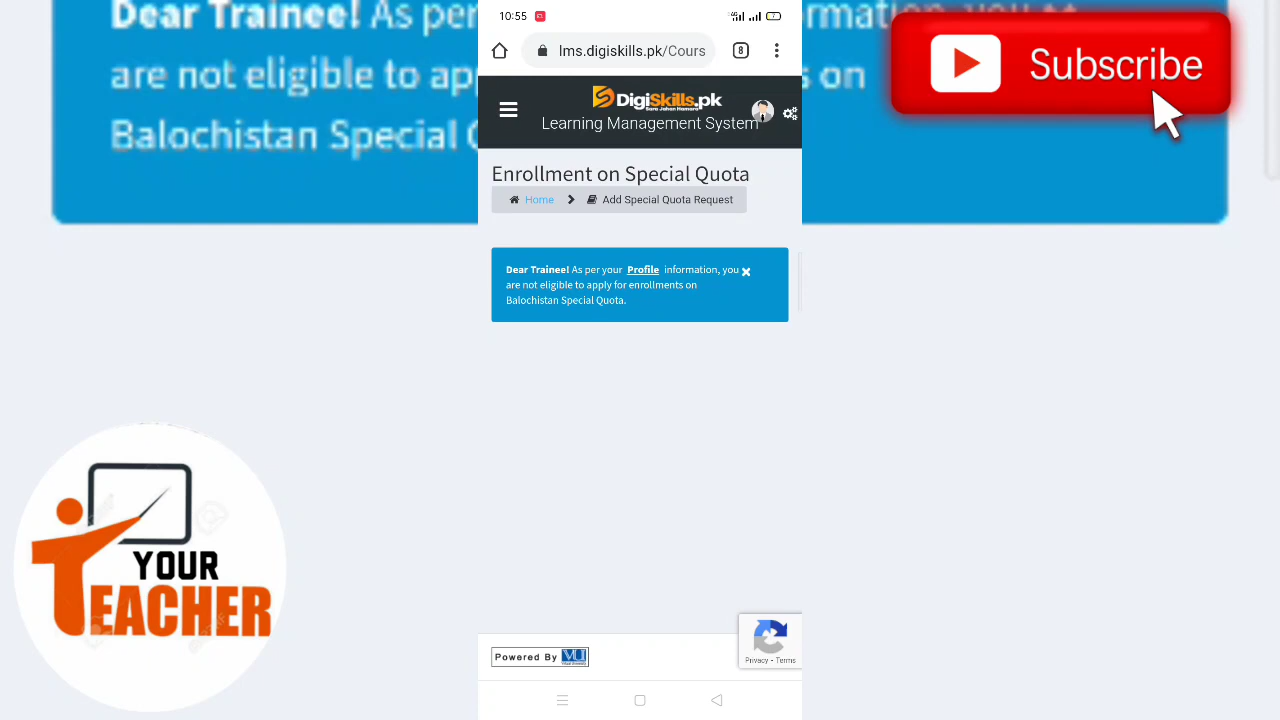 Dear Trainee! As per
are not eligible to ap
Balochistan Special
Subscribe
10:55
lms.digiskills.pk/Cours
8
DigiSkills.pk
Learning Management System
Enrollment on Special Quota
Home
Add Special Quota Request
Dear Trainee! As per your Profile information, you
are not eligible to apply for enrollments on
Balochistan Special Quota.
YOUR
TEACHER
Powered By VU
Privacy - Terms